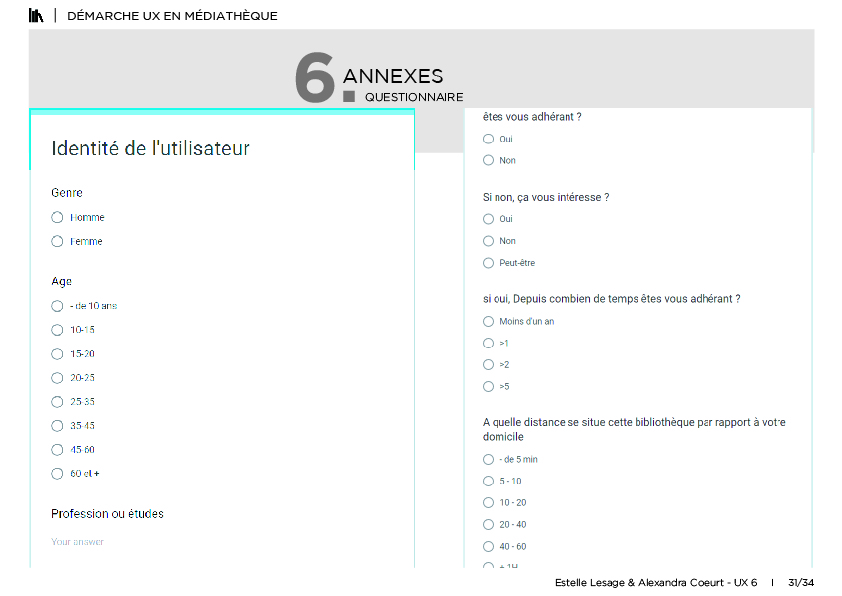 DÉMARCHE UX EN MÉDIATHÈQUE
6. ANNEXES
QUESTIONNAIRE
Identité de l'utilisateur
Genre
Homme
Femme
Age
- de 10 ans
10-15
15-20
20-25
25-35
35-45
45-60
60 et +
Profession ou études
Your answer
êtes vous adhérant ?
Oui
Non
Si non, ça vous intéresse ?
Oui
Non
Peut-être
si oui, Depuis combien de temps êtes vous adhérant ?
Moins d'un an
>1
>2
>5
A quelle distance se situe cette bibliothèque par rapport à votre
domicile
- de 5 min
5 - 10
10 - 20
20 - 40
40 - 60
+ 1H
Estelle Lesage & Alexandra Coeurt - UX 6 | 31/34